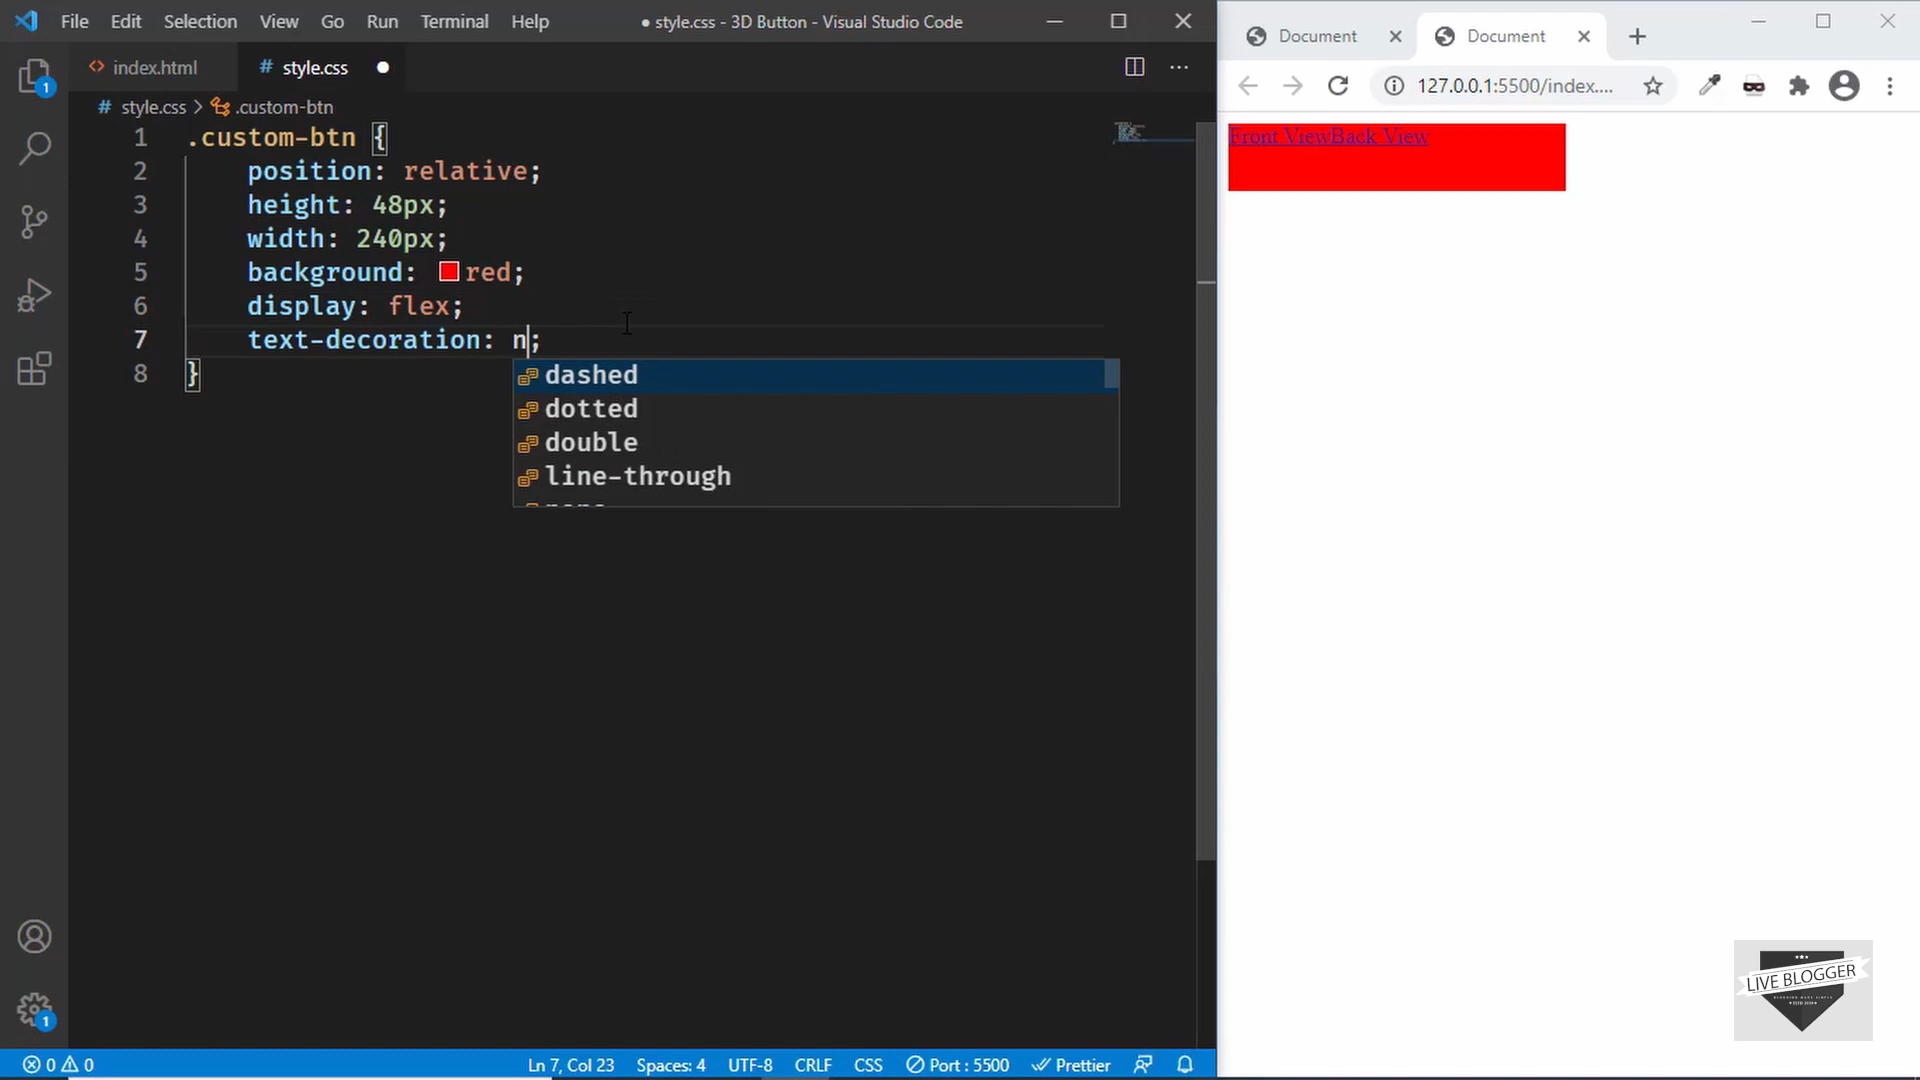 File Edit Selection View Go Run Terminal Help ● style.css - 3D Button - Visual Studio Code
index.html # style.css ●
# style.css > .custom-btn
1 .custom-btn {
2 position: relative;
3 height: 48px;
4 width: 240px;
5 background: red;
6 display: flex;
7 text-decoration: n;
8 }
dashed
dotted
double
line-through
1
1
0 0 Ln 7, Col 23 Spaces: 4 UTF-8 CRLF CSS Port : 5500 Prettier
Document Document
127.0.0.1:5500/index....
Front ViewBack View
LIVE BLOGGER